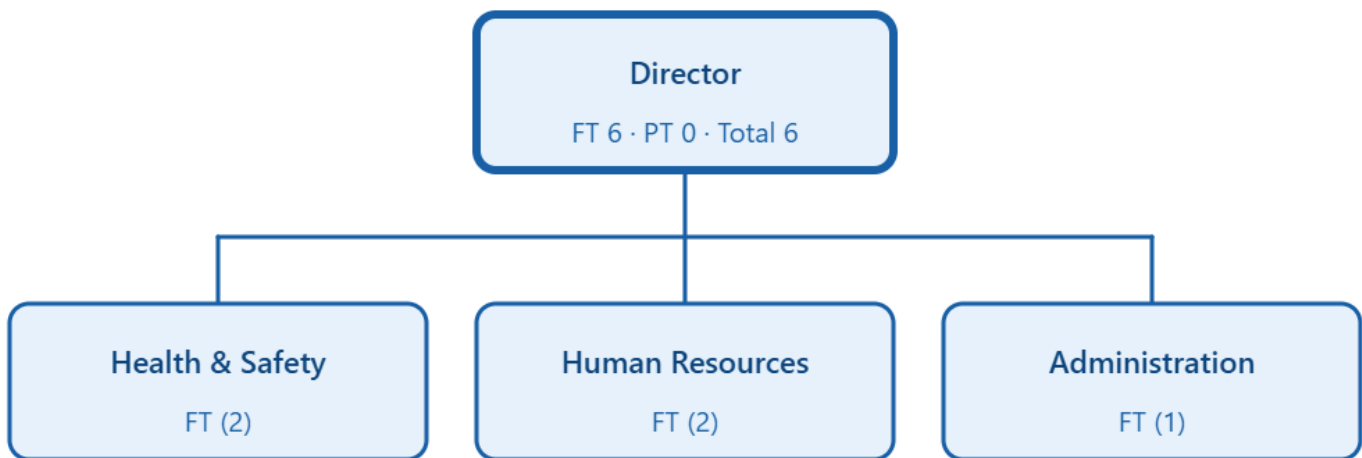 Director
FT 6 · PT 0 · Total 6
Health & Safety
FT (2)
Human Resources
FT (2)
Administration
FT (1)